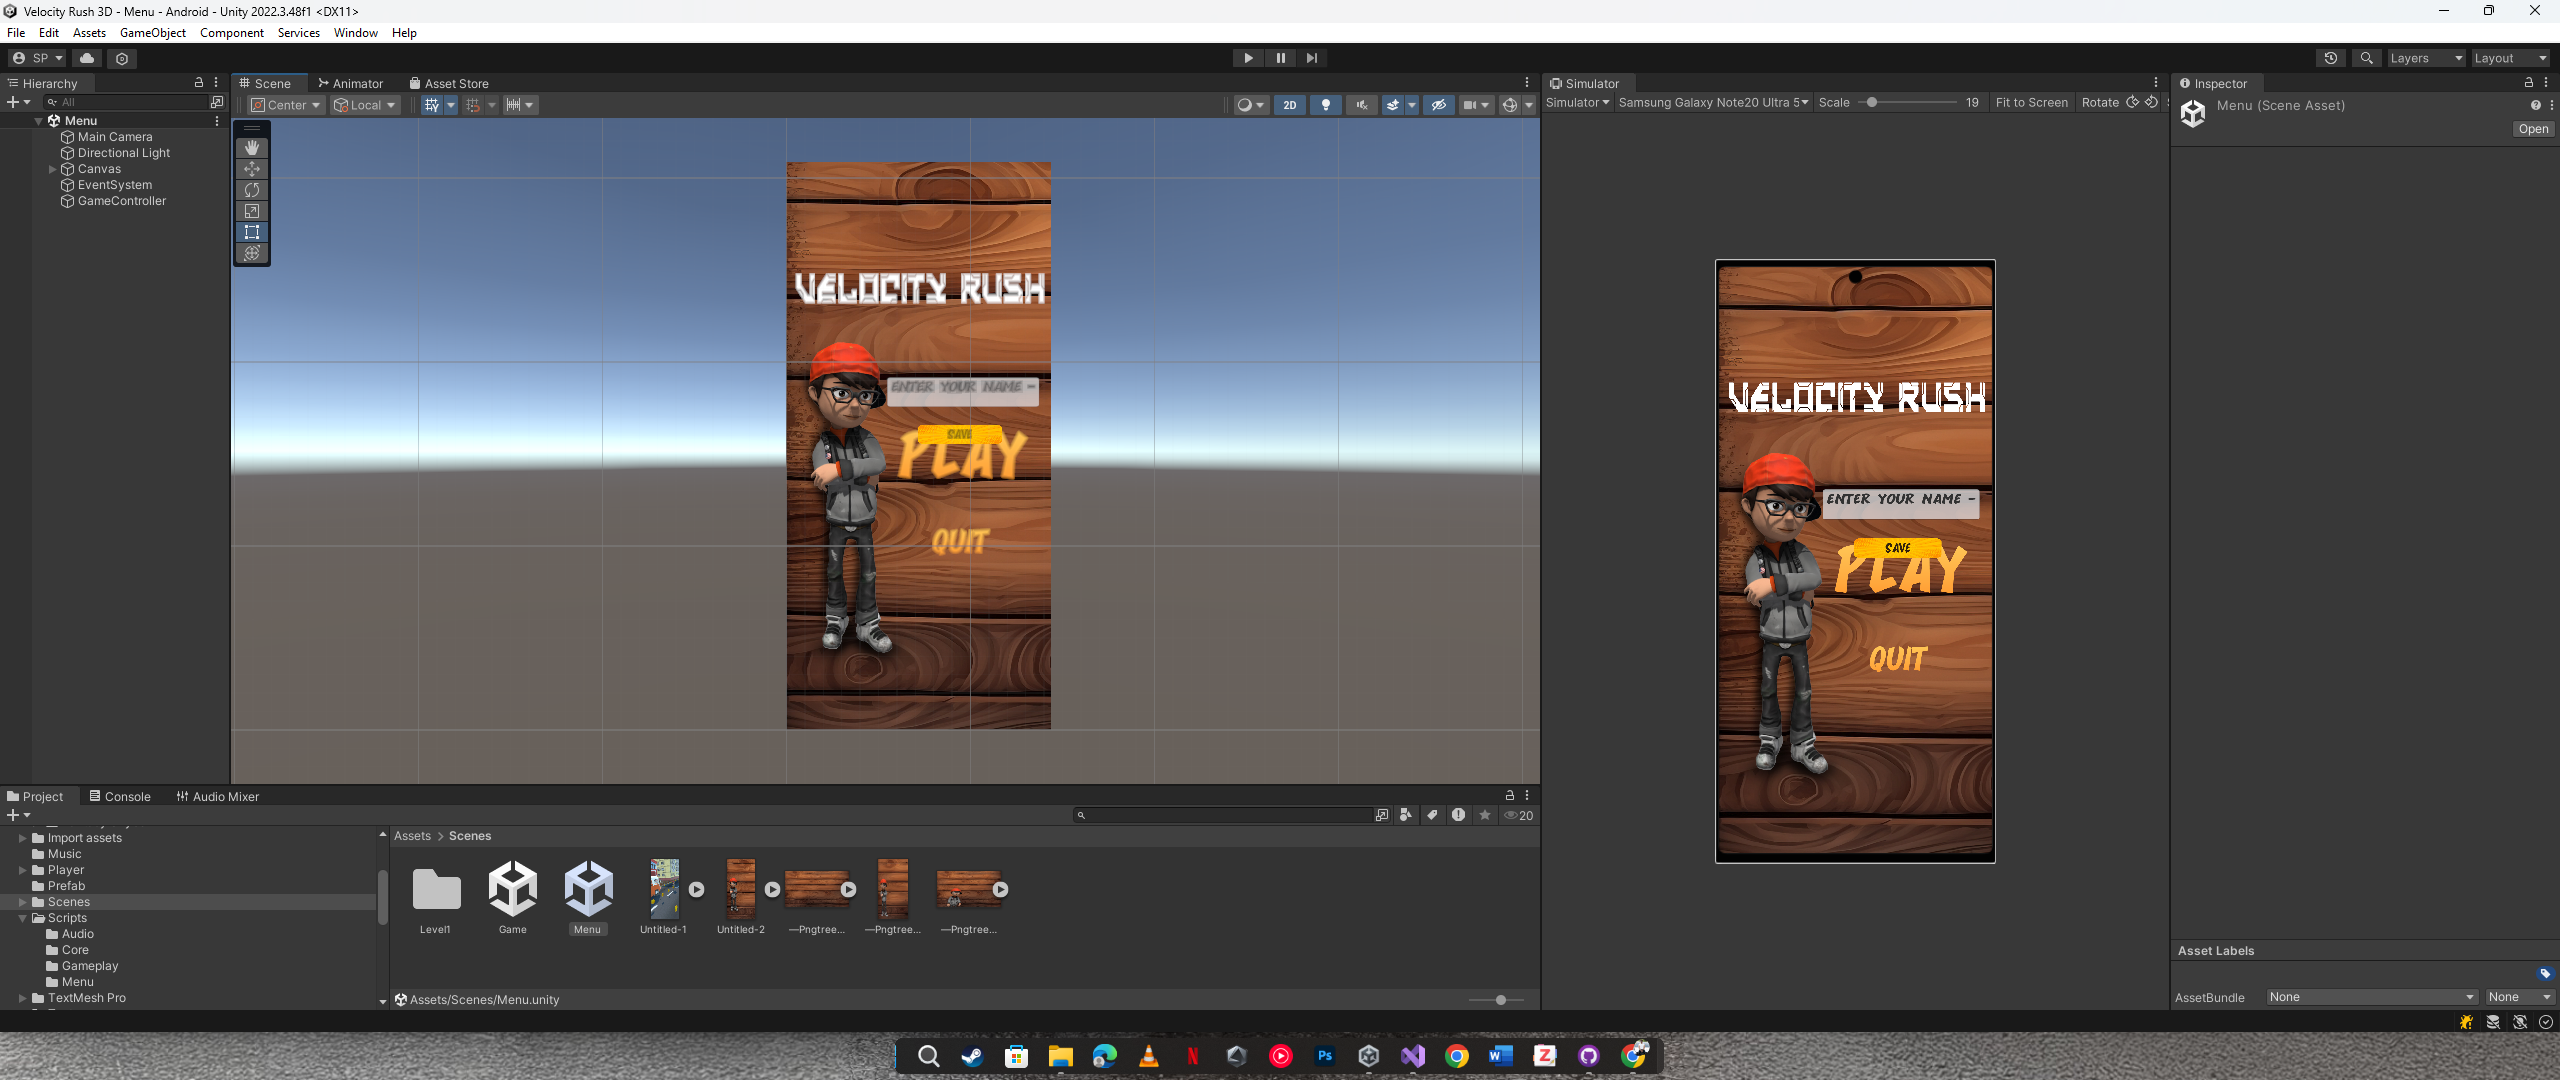 Velocity Rush 3D - Menu - Android - Unity 2022.3.48f1 <DX11>
File Edit Assets GameObject Component Services Window Help
SP
Layers
Layout
Hierarchy
All
Menu
Main Camera
Directional Light
Canvas
EventSystem
GameController
Scene
Animator
Asset Store
Center
Local
2D
VELOCITY RUSH
ENTER YOUR NAME -
SAVE
PLAY
QUIT
Simulator
Simulator
Samsung Galaxy Note20 Ultra 5
Scale
19
Fit to Screen
Rotate
VELOCITY RUSH
ENTER YOUR NAME -
SAVE
PLAY
QUIT
Inspector
Menu (Scene Asset)
Open
Asset Labels
AssetBundle
None
None
Project
Console
Audio Mixer
20
Import assets
Music
Player
Prefab
Scenes
Scripts
Audio
Core
Gameplay
Menu
TextMesh Pro
Assets > Scenes
Level1
Game
Menu
Untitled-1
Untitled-2
—Pngtree...
—Pngtree...
—Pngtree...
Assets/Scenes/Menu.unity
N
Ps
W
Z